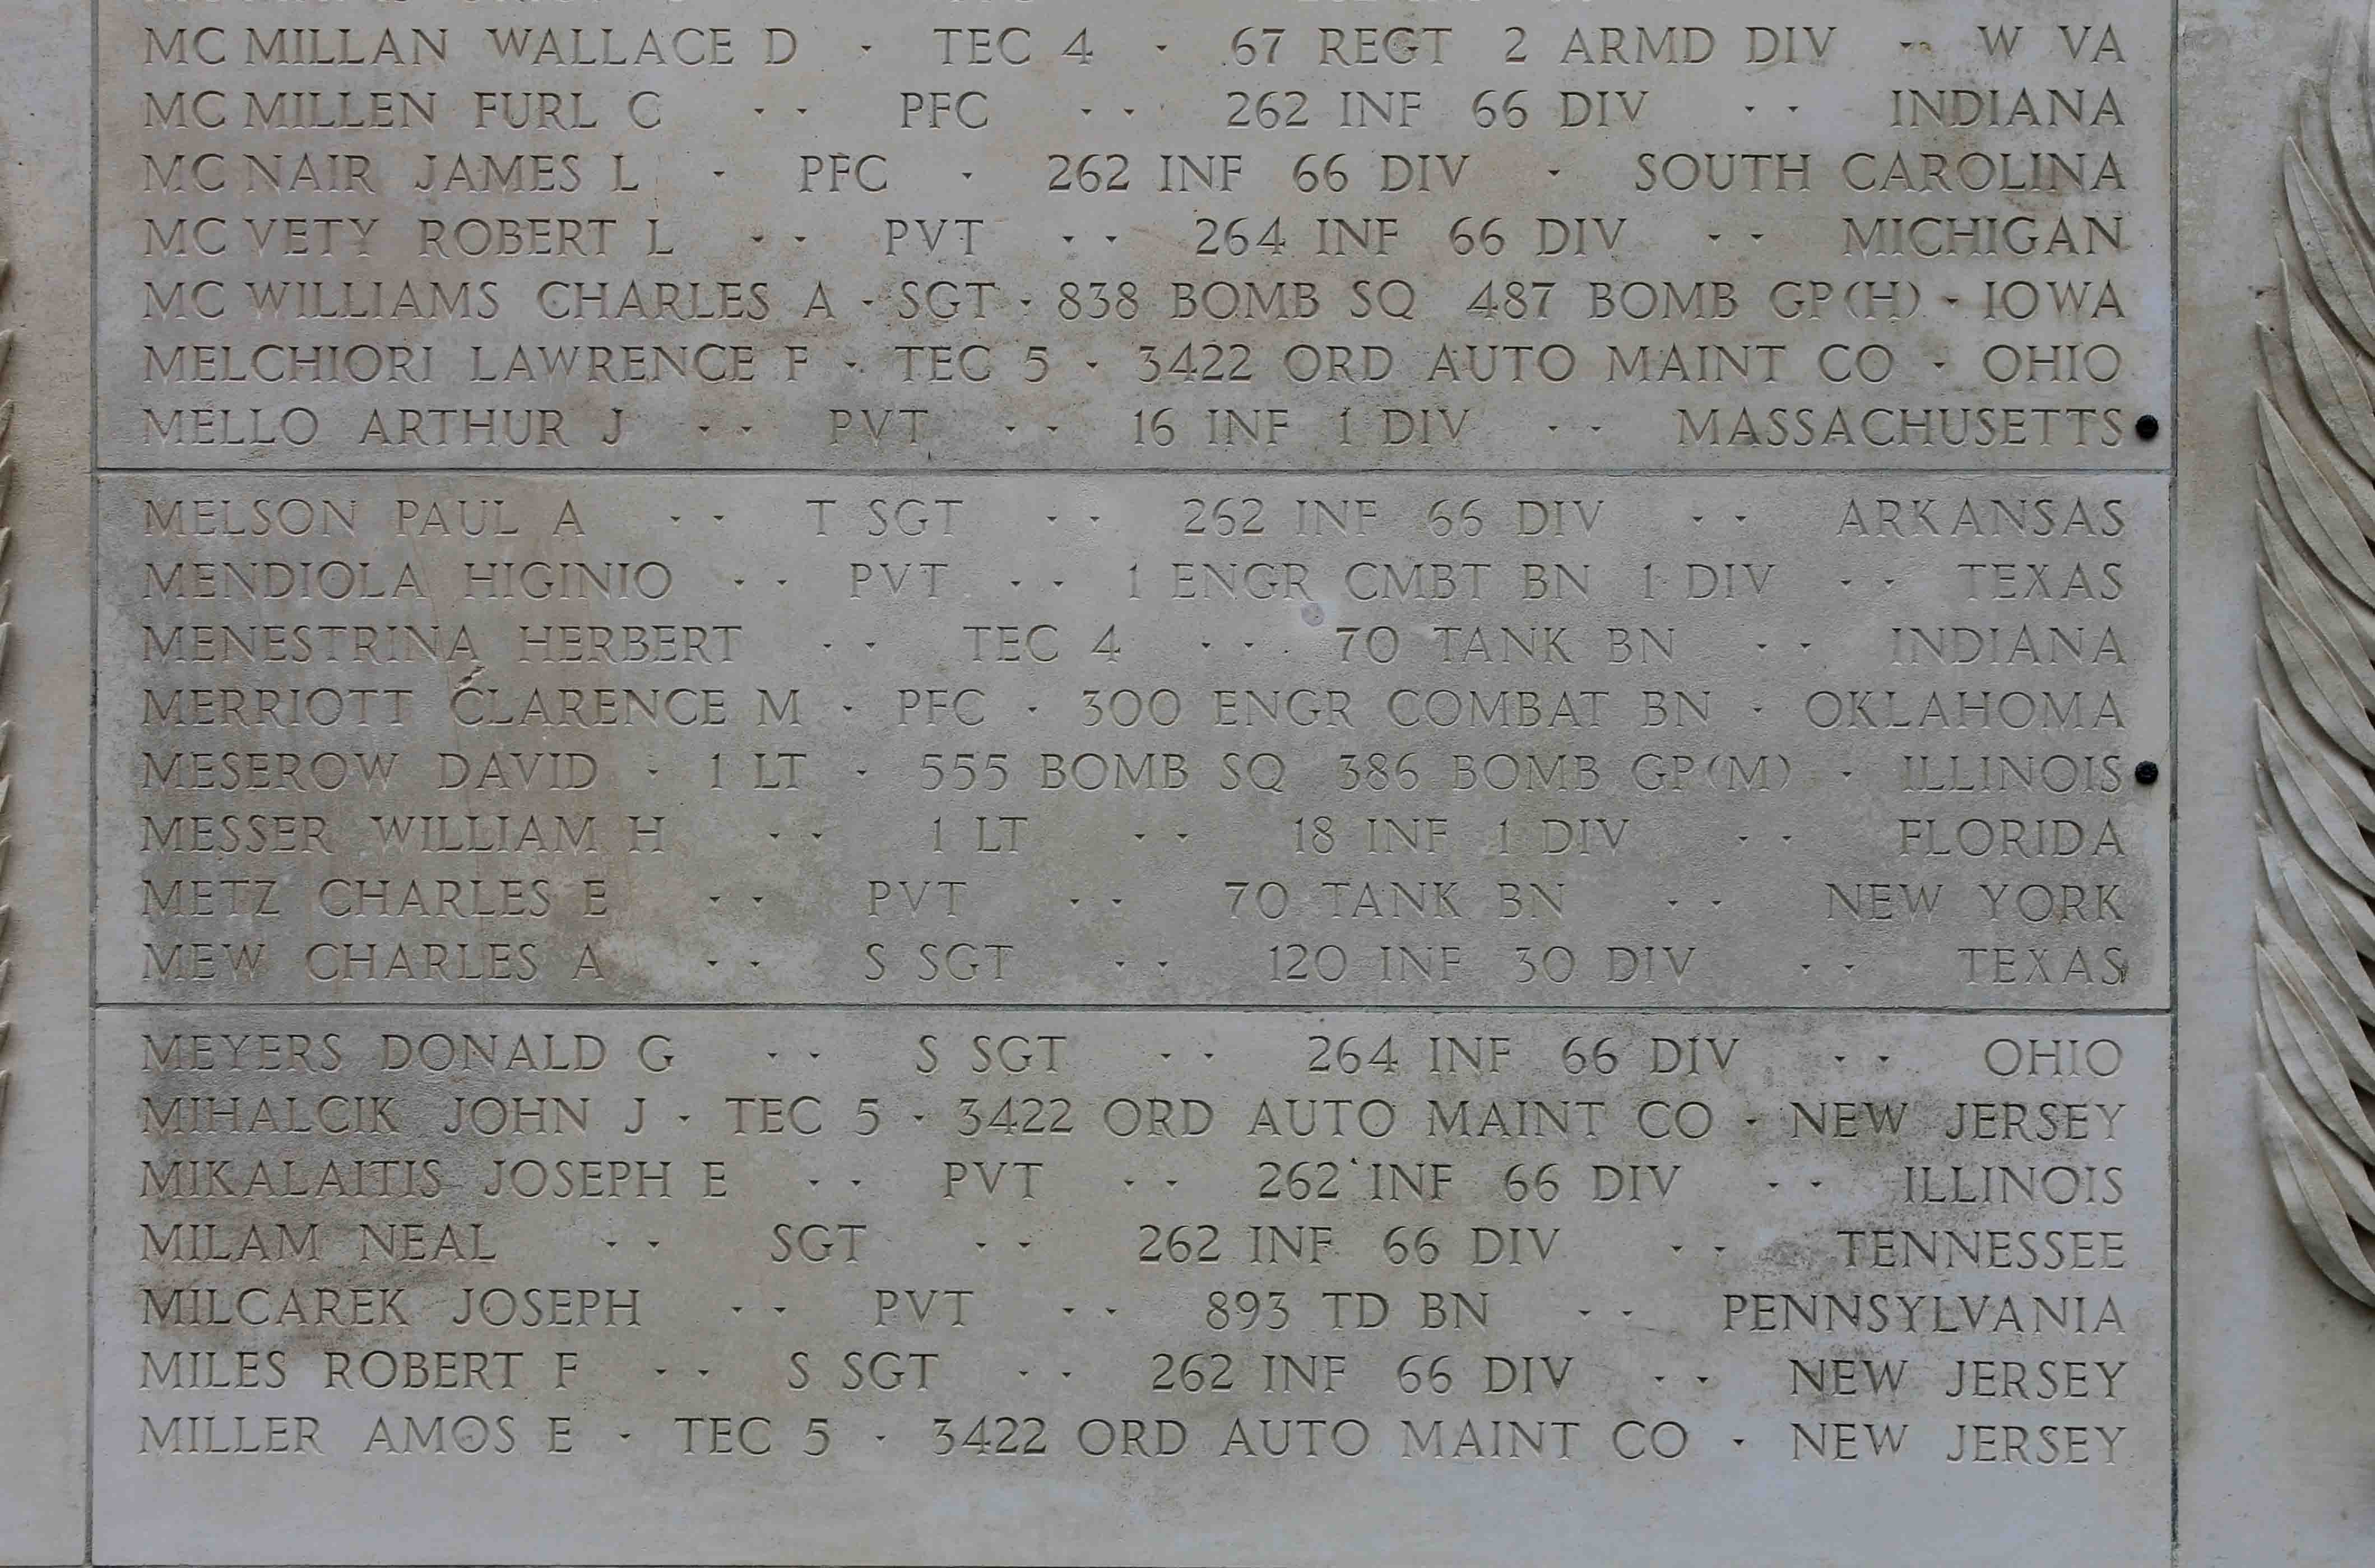 MC MILLAN WALLACE D - TEC 4 - 67 REGT 2 ARMD DIV -- W VA
MC MILLEN FURL C -- PFC -- 262 INF 66 DIV -- INDIANA
MC NAIR JAMES L - PFC - 262 INF 66 DIV - SOUTH CAROLINA
MC VETY ROBERT L -- PVT -- 264 INF 66 DIV -- MICHIGAN
MC WILLIAMS CHARLES A - SGT - 838 BOMB SQ 487 BOMB GP(H) - IOWA
MELCHIORI LAWRENCE F - TEC 5 - 3422 ORD AUTO MAINT CO - OHIO
MELLO ARTHUR J -- PVT -- 16 INF 1 DIV -- MASSACHUSETTS
MELSON PAUL A -- T SGT -- 262 INF 66 DIV -- ARKANSAS
MENDIOLA HIGINIO -- PVT -- 1 ENGR CMBT BN 1 DIV -- TEXAS
MENESTRINA HERBERT -- TEC 4 -- 70 TANK BN -- INDIANA
MERRIOTT CLARENCE M - PFC - 300 ENGR COMBAT BN - OKLAHOMA
MESEROW DAVID - 1 LT - 555 BOMB SQ 386 BOMB GP(M) - ILLINOIS
MESSER WILLIAM H -- 1 LT -- 18 INF 1 DIV -- FLORIDA
METZ CHARLES E -- PVT -- 70 TANK BN -- NEW YORK
MEW CHARLES A -- S SGT -- 120 INF 30 DIV -- TEXAS
MEYERS DONALD G -- S SGT -- 264 INF 66 DIV -- OHIO
MIHALCIK JOHN J - TEC 5 - 3422 ORD AUTO MAINT CO - NEW JERSEY
MIKALAITIS JOSEPH E -- PVT -- 262 INF 66 DIV -- ILLINOIS
MILAM NEAL -- SGT -- 262 INF 66 DIV -- TENNESSEE
MILCAREK JOSEPH -- PVT -- 893 TD BN -- PENNSYLVANIA
MILES ROBERT F -- S SGT -- 262 INF 66 DIV -- NEW JERSEY
MILLER AMOS E - TEC 5 - 3422 ORD AUTO MAINT CO - NEW JERSEY